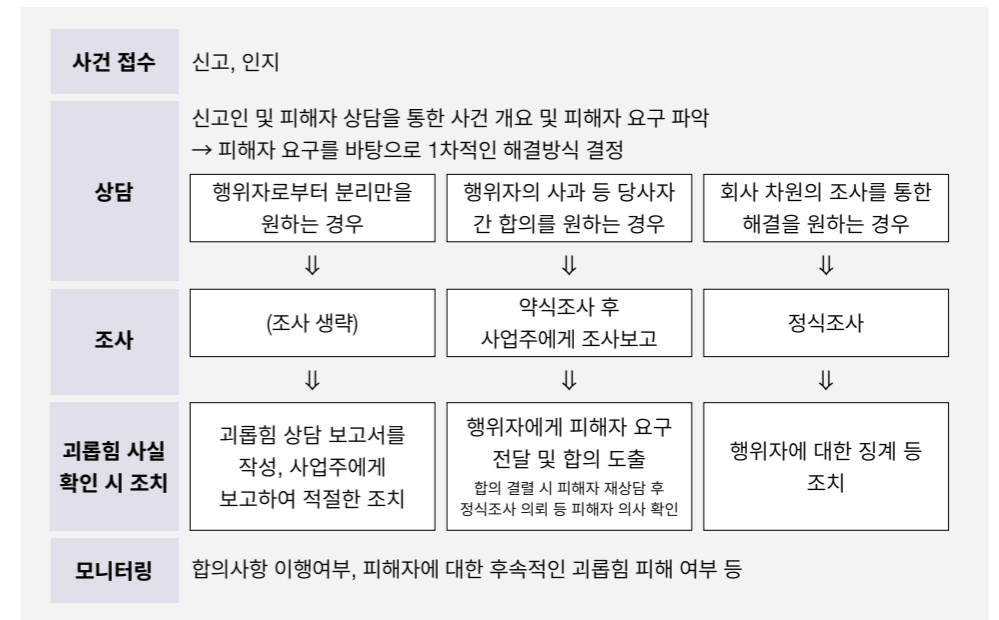 사건 접수
신고, 인지
상담
신고인 및 피해자 상담을 통한 사건 개요 및 피해자 요구 파악
→ 피해자 요구를 바탕으로 1차적인 해결방식 결정
행위자로부터 분리만을
원하는 경우
행위자의 사과 등 당사자
간 합의를 원하는 경우
회사 차원의 조사를 통한
해결을 원하는 경우
⇓ ⇓ ⇓
조사
(조사 생략)
약식조사 후
사업주에게 조사보고
정식조사
⇓ ⇓ ⇓
괴롭힘 사실
확인 시 조치
괴롭힘 상담 보고서를
작성, 사업주에게
보고하여 적절한 조치
행위자에게 피해자 요구
전달 및 합의 도출
합의 결렬 시 피해자 재상담 후
정식조사 의뢰 등 피해자 의사 확인
행위자에 대한 징계 등
조치
모니터링
합의사항 이행여부, 피해자에 대한 후속적인 괴롭힘 피해 여부 등